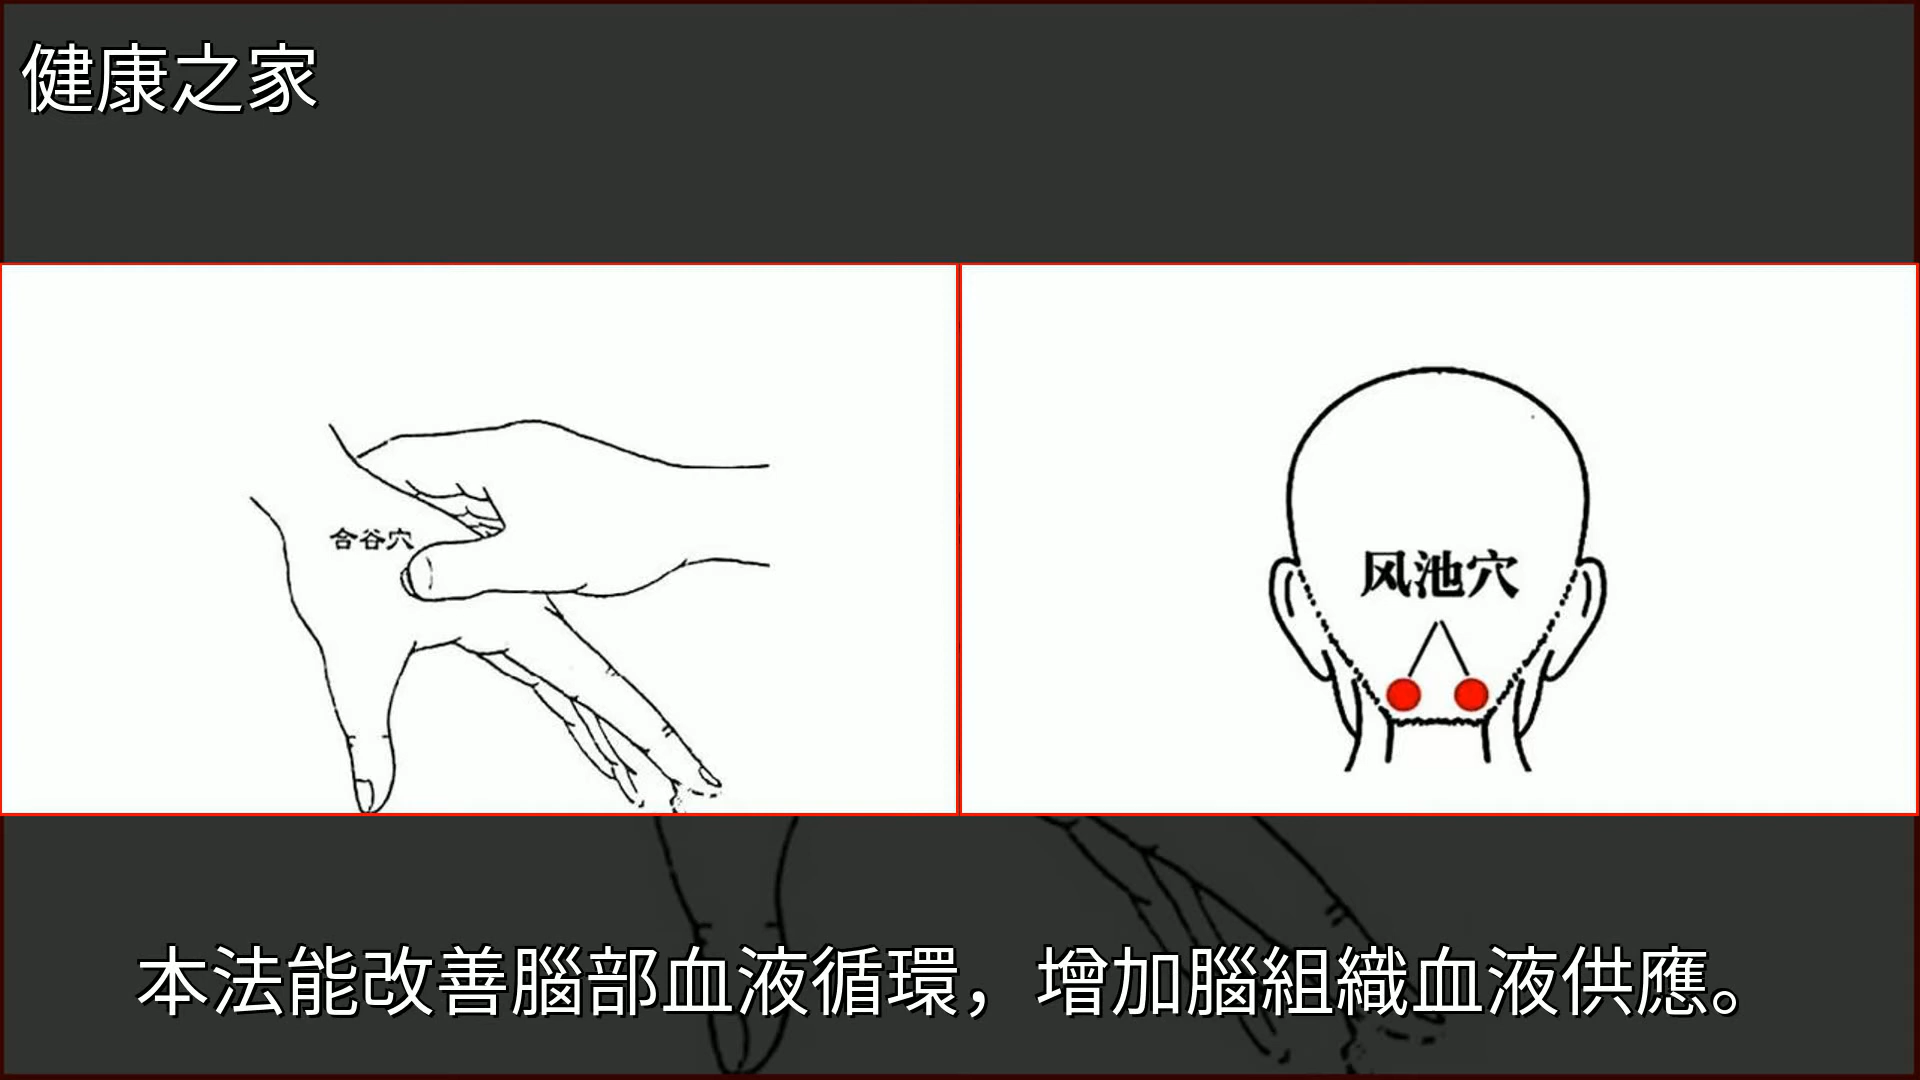 健康之家
合谷穴
风池穴
本法能改善腦部血液循環，增加腦組織血液供應。